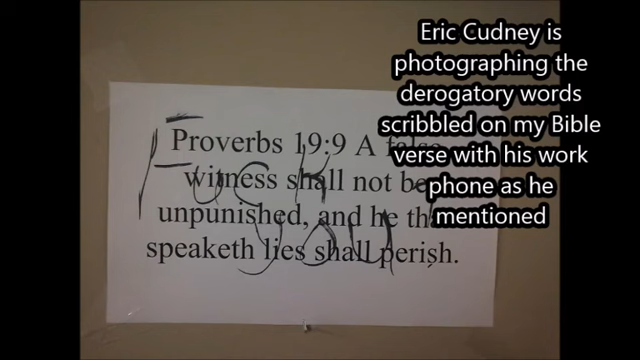 Eric Cudney is
photographing the
derogatory words
scribbled on my Bible
verse with his work
phone as he
mentioned
Proverbs 19:9 A false
witness shall not be
unpunished, and he
speaketh lies shall perish.
FUCK
you